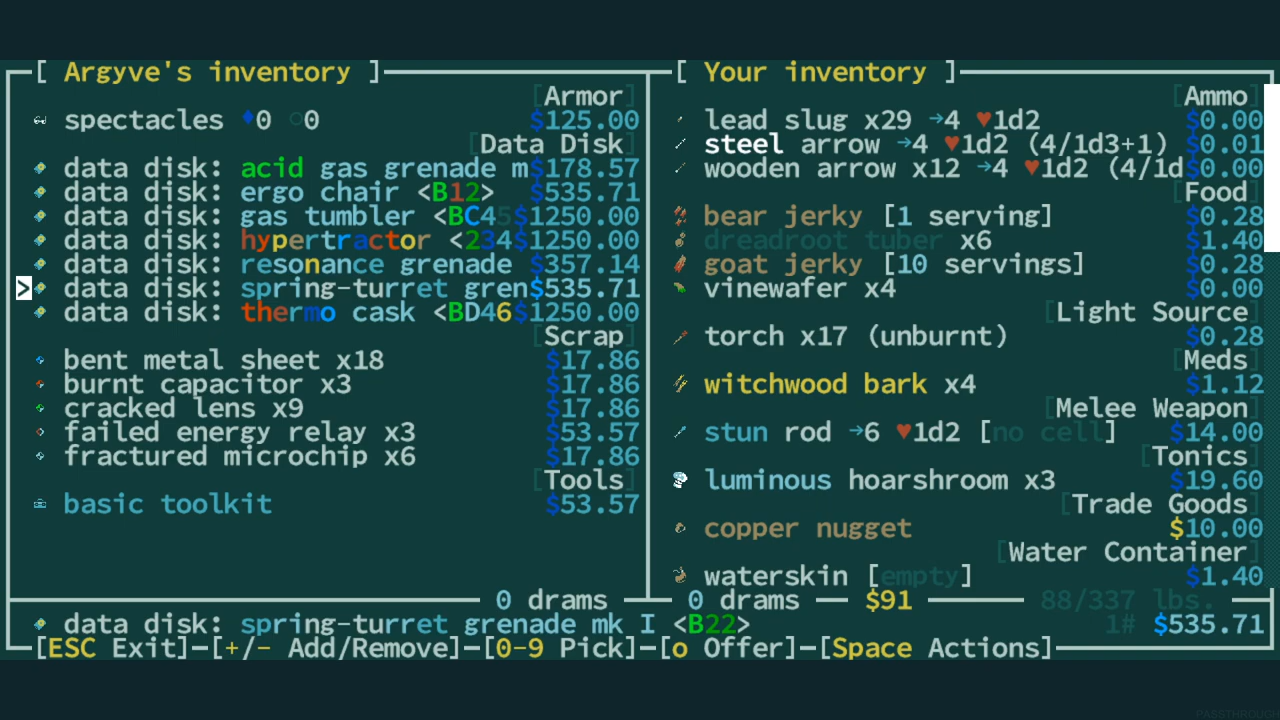 [ Argyve's inventory ]
[Armor]
spectacles ♦0 ○0 $125.00
[Data Disk]
data disk: acid gas grenade m$178.57
data disk: ergo chair <B12> $535.71
data disk: gas tumbler <BC45$1250.00
data disk: hypertractor <234$1250.00
data disk: resonance grenade $357.14
>data disk: spring-turret gren$535.71
data disk: thermo cask <BD46$1250.00
[Scrap]
bent metal sheet x18 $17.86
burnt capacitor x3 $17.86
cracked lens x9 $17.86
failed energy relay x3 $53.57
fractured microchip x6 $17.86
[Tools]
basic toolkit $53.57
0 drams
[ Your inventory ]
[Ammo]
lead slug x29 →4 ♥1d2 $0.00
steel arrow →4 ♥1d2 (4/1d3+1) $0.01
wooden arrow x12 →4 ♥1d2 (4/1d$0.00
[Food]
bear jerky [1 serving] $0.28
dreadroot tuber x6 $1.40
goat jerky [10 servings] $0.28
vinewafer x4 $0.00
[Light Source]
torch x17 (unburnt) $0.28
[Meds]
witchwood bark x4 $1.12
[Melee Weapon]
stun rod →6 ♥1d2 [no cell] $14.00
[Tonics]
luminous hoarshroom x3 $19.60
[Trade Goods]
copper nugget $10.00
[Water Container]
waterskin [empty] $1.40
0 drams $91 88/337 lbs.
data disk: spring-turret grenade mk I <B22> 1# $535.71
[ESC Exit]-[+/- Add/Remove]-[0-9 Pick]-[o Offer]-[Space Actions]
PASSTHROUGH